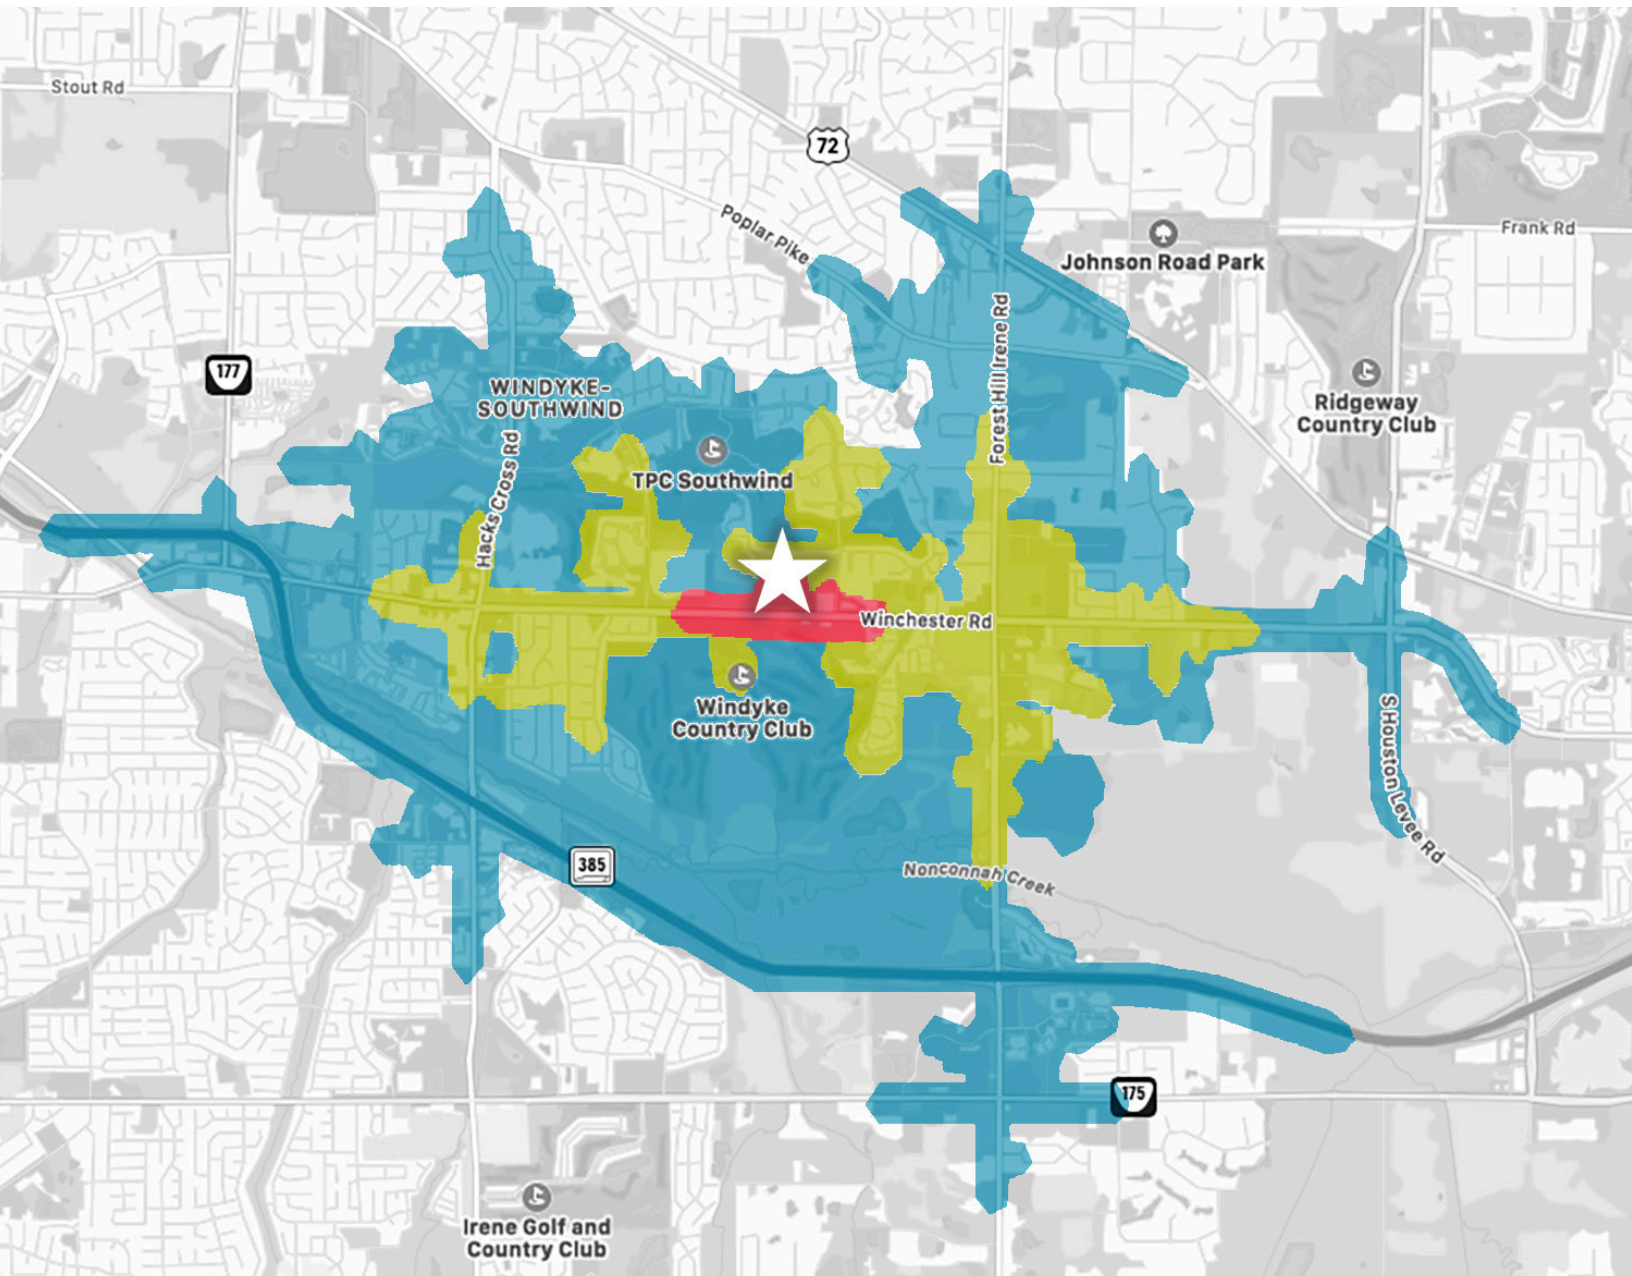 Stout Rd
72
Poplar Pike
Frank Rd
Johnson Road Park
Forest Hill Irene Rd
177
WINDYKE-
SOUTHWIND
Ridgeway
Country Club
Hacks Cross Rd
TPC Southwind
Winchester Rd
Windyke
Country Club
S Houston Levee Rd
385
Nonconnah Creek
175
Irene Golf and
Country Club